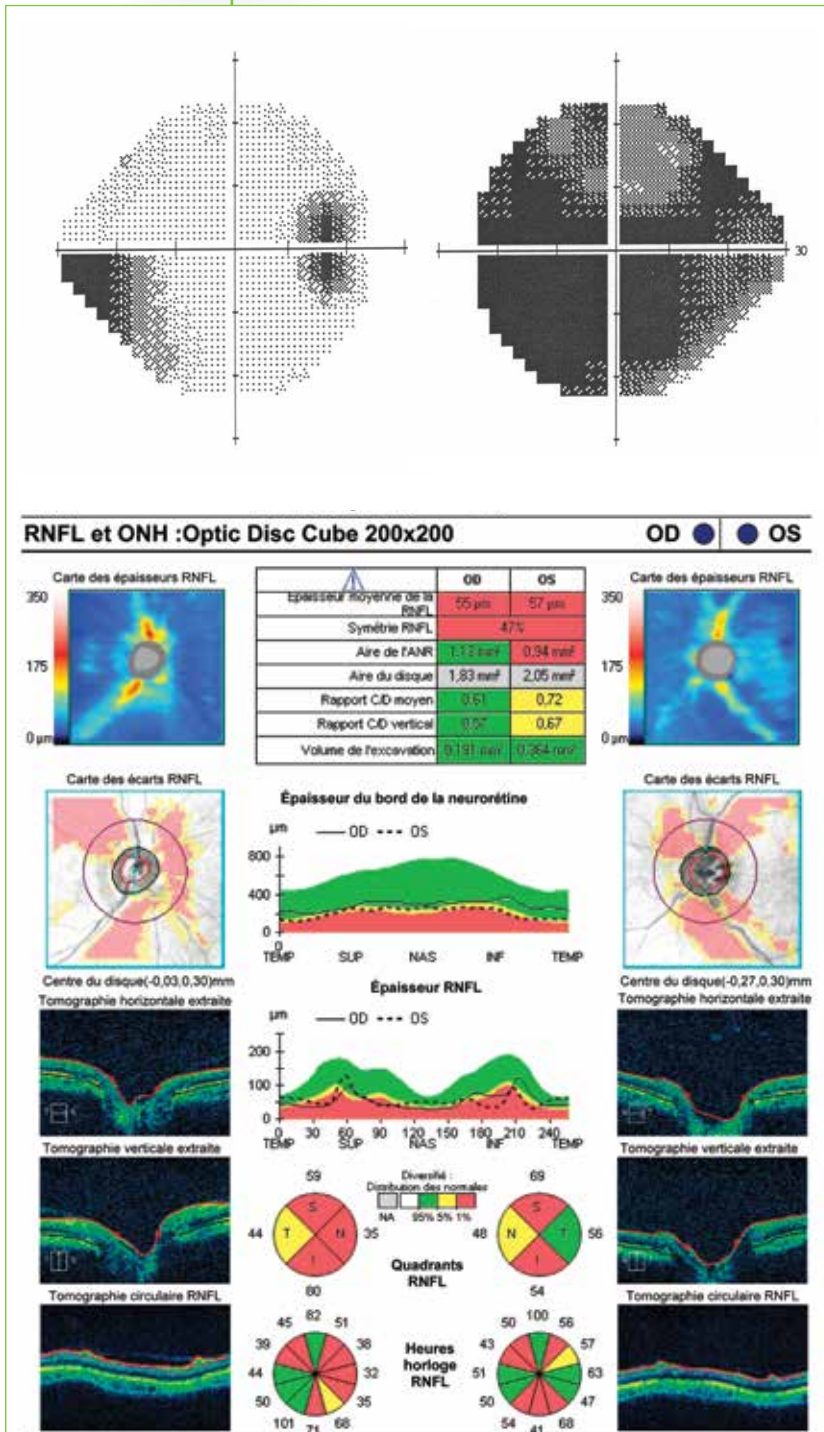 30
RNFL et ONH :Optic Disc Cube 200x200 OD OS
Carte des épaisseurs RNFL
350
175
0 µm
OD OS
Epaisseur moyenne de la RNFL 55 µm 57 µm
Symétrie RNFL 47%
Aire de l'ANR 1,13 mm² 0,94 mm²
Aire du disque 1,83 mm² 2,05 mm²
Rapport C/D moyen 0,61 0,72
Rapport C/D vertical 0,57 0,67
Volume de l'excavation 0,191 mm³ 0,364 mm³
Carte des épaisseurs RNFL
350
175
0 µm
Carte des écarts RNFL
Centre du disque(-0,03,0,30)mm
Épaisseur du bord de la neurorétine
µm OD OS
800
400
0
0
TEMP SUP NAS INF TEMP
Carte des écarts RNFL
Centre du disque(-0,27,0,30)mm
Tomographie horizontale extraite
Épaisseur RNFL
µm OD OS
200
100
0
0 30 60 90 120 150 180 210 240
TEMP SUP NAS INF TEMP
Tomographie horizontale extraite
Tomographie verticale extraite
Tomographie verticale extraite
59
44 T S N I 35
80
Diversifié :
Distribution des normales
NA 95% 5% 1%
Quadrants
RNFL
69
48 N S T I 56
54
Tomographie circulaire RNFL
82
45 51
39 38
44 32
50 35
101 68
71
Heures
horloge
RNFL
100
50 56
43 57
51 63
50 47
54 68
41
Tomographie circulaire RNFL